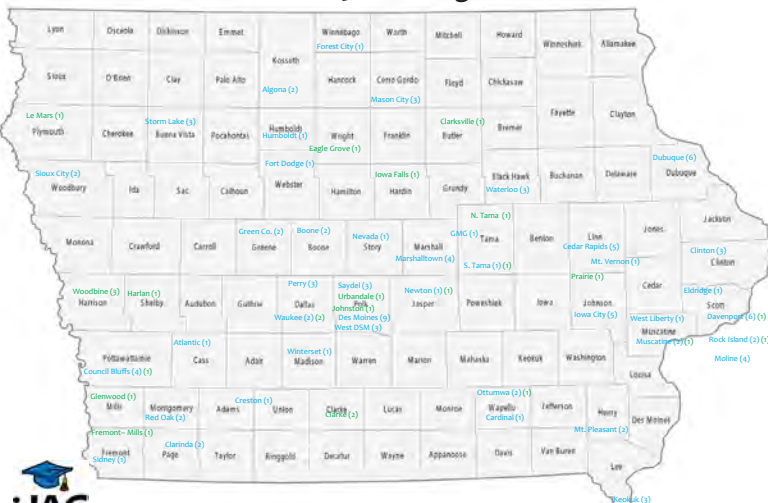 Lyon Osceola Dickinson Emmet Winnebago Worth Mitchell Howard Winneshiek Allamakee
Forest City (1)
Kossuth
Sioux O'Brien Clay Palo Alto Hancock Cerro Gordo Floyd Chickasaw
Algona (2)
Mason City (3)
Fayette Clayton
Le Mars (1)
Storm Lake (3) Clarksville (1)
Plymouth Cherokee Buena Vista Pocahontas Humboldt Wright Franklin Butler Bremer
Humboldt (1)
Eagle Grove (1)
Dubuque (6)
Fort Dodge (1)
Sioux City (2) Iowa Falls (1)
Woodbury Ida Sac Calhoun Webster Hamilton Hardin Grundy Black Hawk Buchanan Delaware Dubuque
Waterloo (3)
N. Tama (1)
Jackson
Green Co. (2) Boone (2) Nevada (1) GMG (1) Jones
Monona Crawford Carroll Greene Boone Story Marshall Tama Benton Linn
Cedar Rapids (5)
Clinton (3)
Marshalltown (4) Mt. Vernon (1) Clinton
S. Tama (1) (1)
Prairie (1)
Perry (3) Saydel (3) Cedar
Woodbine (3) Harlan (1) Urbandale (1) Newton (1) (1) Eldridge (1)
Harrison Shelby Audubon Guthrie Dallas Polk Jasper Poweshiek Iowa Johnson Scott
Johnston (1)
Waukee (2) (2) Des Moines (9) Iowa City (5) West Liberty (1) Davenport (6) (1)
West DSM (3)
Muscatine
Atlantic (1) Muscatine (2) (1) Rock Island (2) (1)
Winterset (1)
Pottawattamie Cass Adair Madison Warren Marion Mahaska Keokuk Washington Moline (4)
Council Bluffs (4) (1)
Louisa
Glenwood (1) Creston (1) Ottumwa (2) (1)
Mills Montgomery Adams Union Clarke Lucas Monroe Wapello Jefferson Henry Des Moines
Red Oak (2) Clarke (2) Cardinal (1)
Fremont– Mills (1) Mt. Pleasant (2)
Clarinda (2)
Fremont Page Taylor Ringgold Decatur Wayne Appanoose Davis Van Buren
Sidney (1)
Lee
iJAG
Keokuk (3)